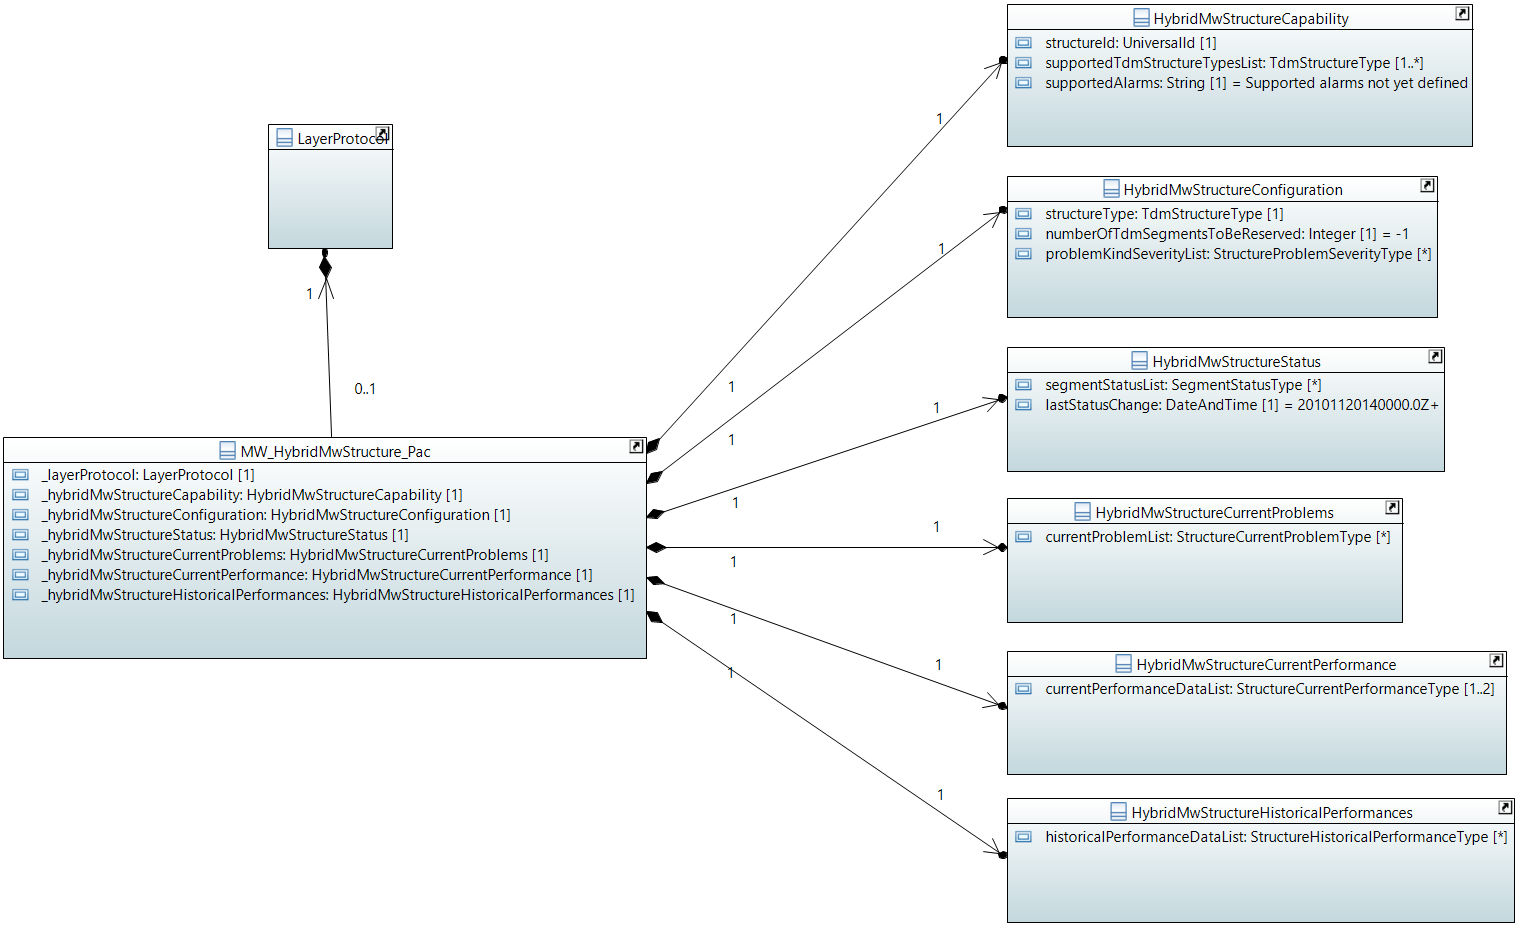 LayerProtocol
1
0..1
MW_HybridMwStructure_Pac
_layerProtocol: LayerProtocol [1]
_hybridMwStructureCapability: HybridMwStructureCapability [1]
_hybridMwStructureConfiguration: HybridMwStructureConfiguration [1]
_hybridMwStructureStatus: HybridMwStructureStatus [1]
_hybridMwStructureCurrentProblems: HybridMwStructureCurrentProblems [1]
_hybridMwStructureCurrentPerformance: HybridMwStructureCurrentPerformance [1]
_hybridMwStructureHistoricalPerformances: HybridMwStructureHistoricalPerformances [1]
1
1
1
1
1
1
1
1
1
1
1
1
HybridMwStructureCapability
structureId: UniversalId [1]
supportedTdmStructureTypesList: TdmStructureType [1..*]
supportedAlarms: String [1] = Supported alarms not yet defined
HybridMwStructureConfiguration
structureType: TdmStructureType [1]
numberOfTdmSegmentsToBeReserved: Integer [1] = -1
problemKindSeverityList: StructureProblemSeverityType [*]
HybridMwStructureStatus
segmentStatusList: SegmentStatusType [*]
lastStatusChange: DateAndTime [1] = 20101120140000.0Z+
HybridMwStructureCurrentProblems
currentProblemList: StructureCurrentProblemType [*]
HybridMwStructureCurrentPerformance
currentPerformanceDataList: StructureCurrentPerformanceType [1..2]
HybridMwStructureHistoricalPerformances
historicalPerformanceDataList: StructureHistoricalPerformanceType [*]